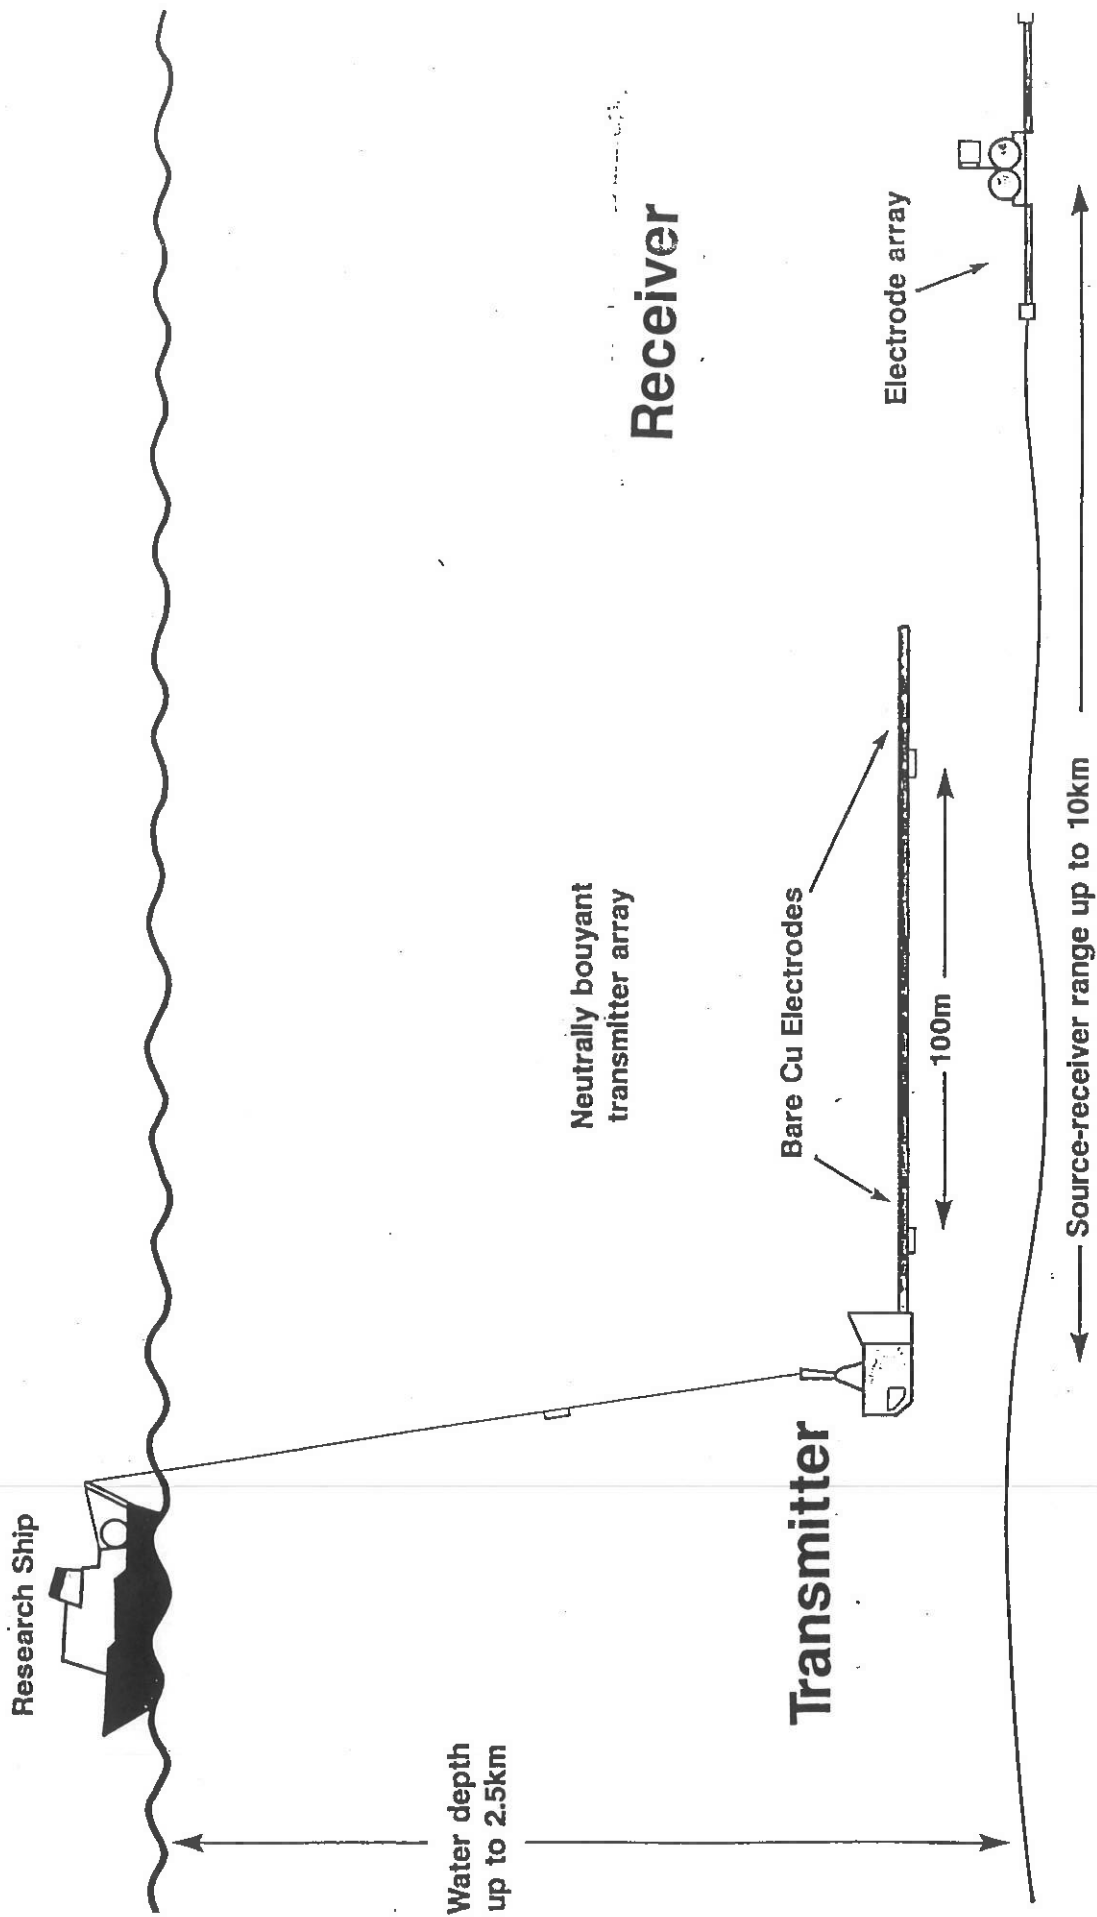 Research Ship
Water depth
up to 2.5km
Neutrally bouyant
transmitter array
Receiver
Transmitter
Bare Cu Electrodes
Electrode array
100m
Source-receiver range up to 10km